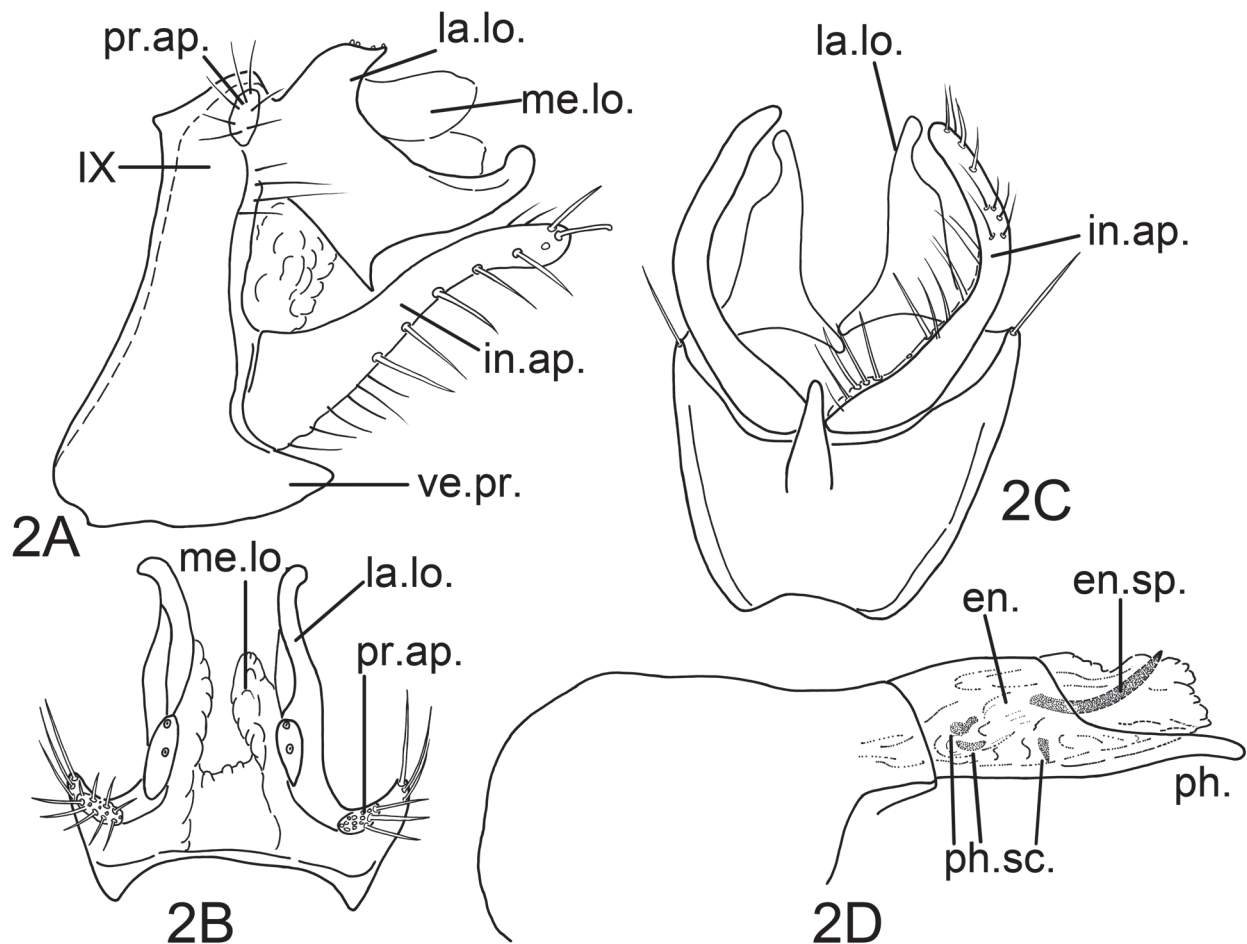 pr.ap.
la.lo.
me.lo.
IX
in.ap.
ve.pr.
2A
la.lo.
in.ap.
2C
me.lo.
la.lo.
pr.ap.
2B
en.
en.sp.
ph.
ph.sc.
2D